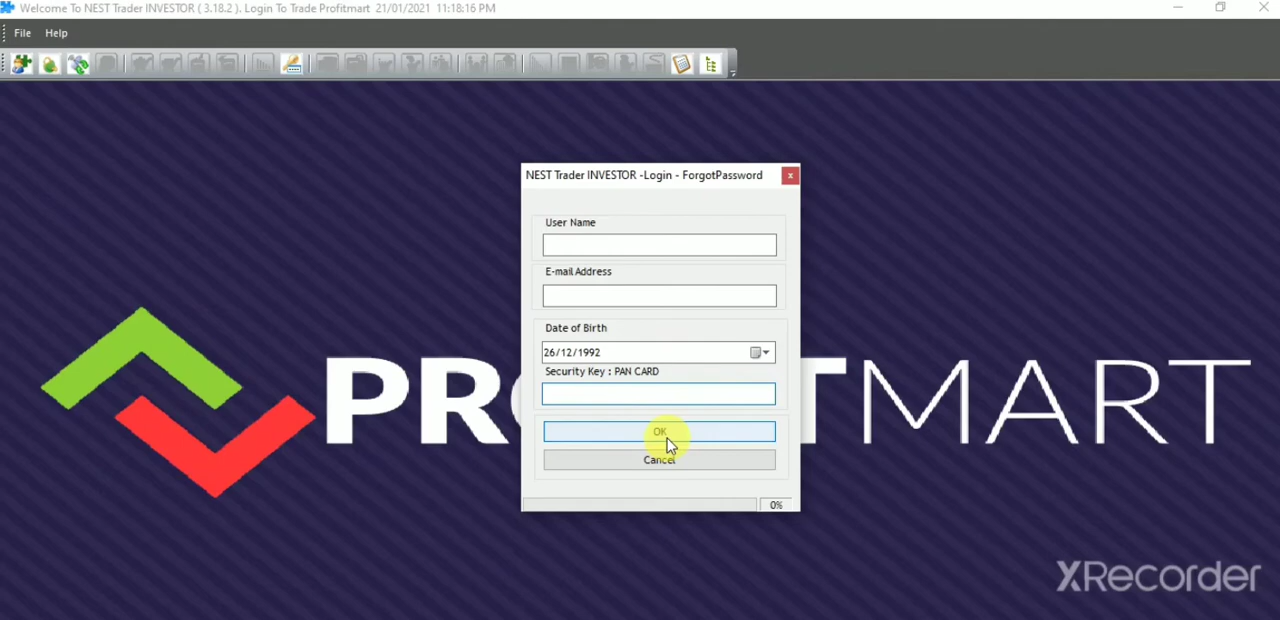 Welcome To NEST Trader INVESTOR ( 3.18.2 ). Login To Trade Profitmart 21/01/2021 11:18:16 PM
File Help
NEST Trader INVESTOR -Login - ForgotPassword
User Name
E-mail Address
Date of Birth
26/12/1992
Security Key : PAN CARD
OK
Cancel
0%
PR TMART
XRecorder